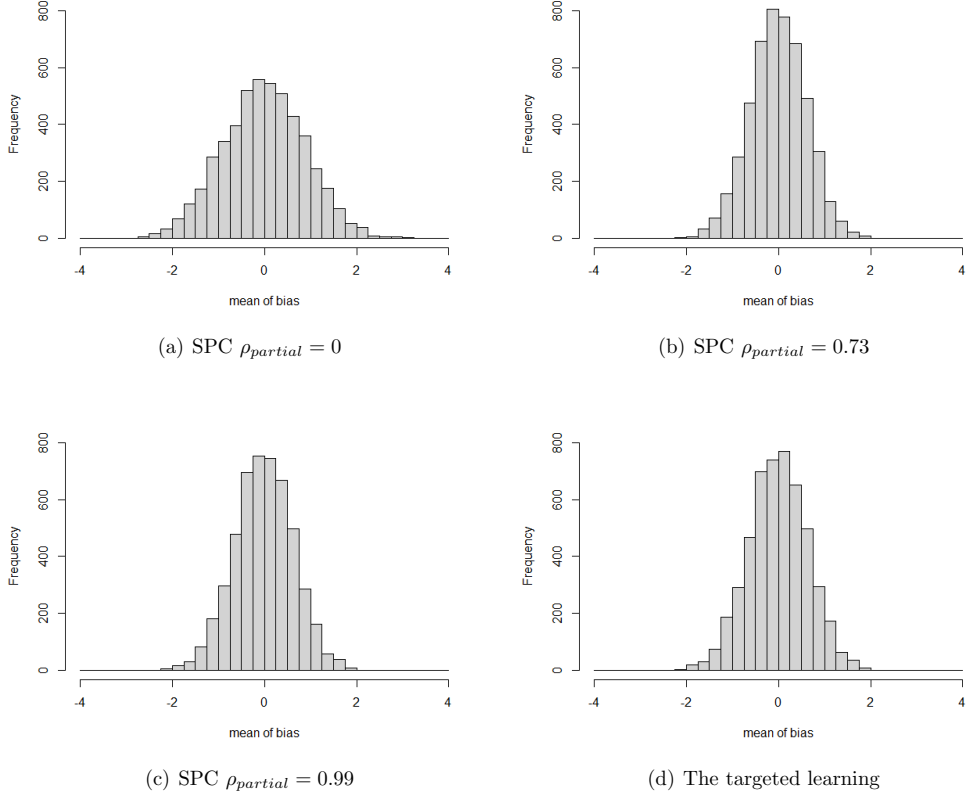 800
600
400
200
0
Frequency
-4 -2 0 2 4
mean of bias
(a) SPC ρpartial = 0
800
600
400
200
0
Frequency
-4 -2 0 2 4
mean of bias
(b) SPC ρpartial = 0.73
800
600
400
200
0
Frequency
-4 -2 0 2 4
mean of bias
(c) SPC ρpartial = 0.99
800
600
400
200
0
Frequency
-4 -2 0 2 4
mean of bias
(d) The targeted learning